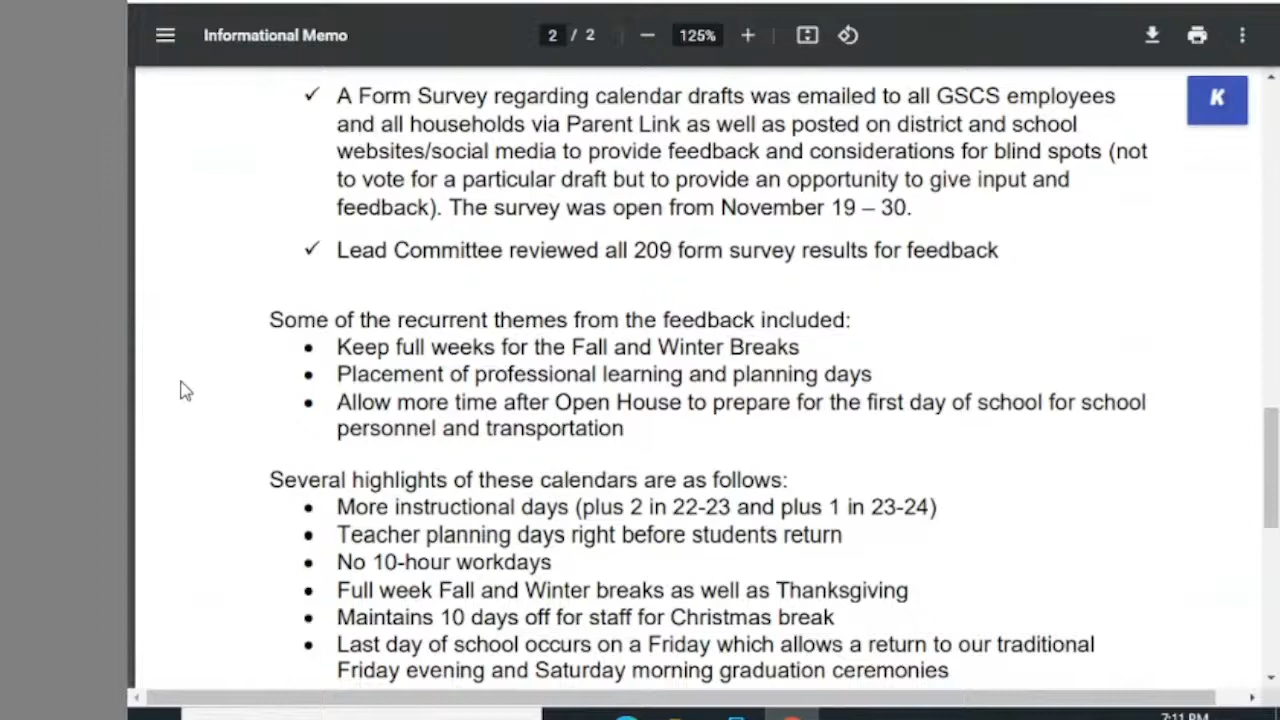 Informational Memo 2 / 2 125%
✓ A Form Survey regarding calendar drafts was emailed to all GSCS employees
and all households via Parent Link as well as posted on district and school
websites/social media to provide feedback and considerations for blind spots (not
to vote for a particular draft but to provide an opportunity to give input and
feedback). The survey was open from November 19 – 30.
K
✓ Lead Committee reviewed all 209 form survey results for feedback
Some of the recurrent themes from the feedback included:
• Keep full weeks for the Fall and Winter Breaks
• Placement of professional learning and planning days
• Allow more time after Open House to prepare for the first day of school for school
personnel and transportation
Several highlights of these calendars are as follows:
• More instructional days (plus 2 in 22-23 and plus 1 in 23-24)
• Teacher planning days right before students return
• No 10-hour workdays
• Full week Fall and Winter breaks as well as Thanksgiving
• Maintains 10 days off for staff for Christmas break
• Last day of school occurs on a Friday which allows a return to our traditional
Friday evening and Saturday morning graduation ceremonies
7:11 PM